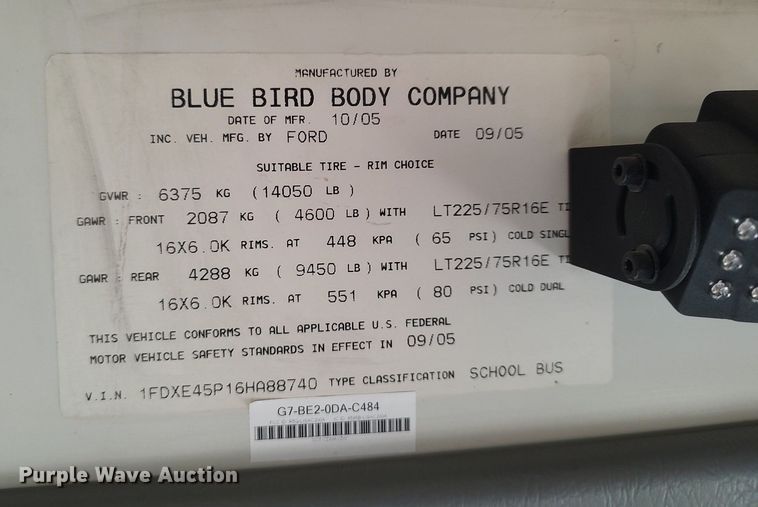 MANUFACTURED BY
BLUE BIRD BODY COMPANY
DATE OF MFR. 10/05
INC. VEH. MFG. BY FORD DATE 09/05
SUITABLE TIRE - RIM CHOICE
GVWR : 6375 KG ( 14050 LB )
GAWR : FRONT 2087 KG ( 4600 LB ) WITH LT225/75R16E
16X6.0K RIMS. AT 448 KPA ( 65 PSI ) COLD SINGL
GAWR : REAR 4288 KG ( 9450 LB ) WITH LT225/75R16E
16X6.0K RIMS. AT 551 KPA ( 80 PSI ) COLD DUAL
THIS VEHICLE CONFORMS TO ALL APPLICABLE U.S. FEDERAL
MOTOR VEHICLE SAFETY STANDARDS IN EFFECT IN 09/05
V.I.N. 1FDXE45P16HA88740 TYPE CLASSIFICATION SCHOOL BUS
G7-BE2-0DA-C484
Purple Wave Auction